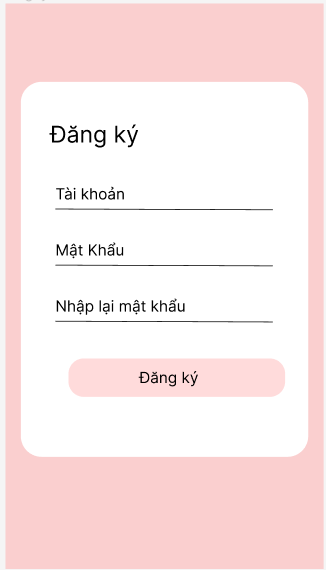 Đăng ký
Tài khoản
Mật Khẩu
Nhập lại mật khẩu
Đăng ký